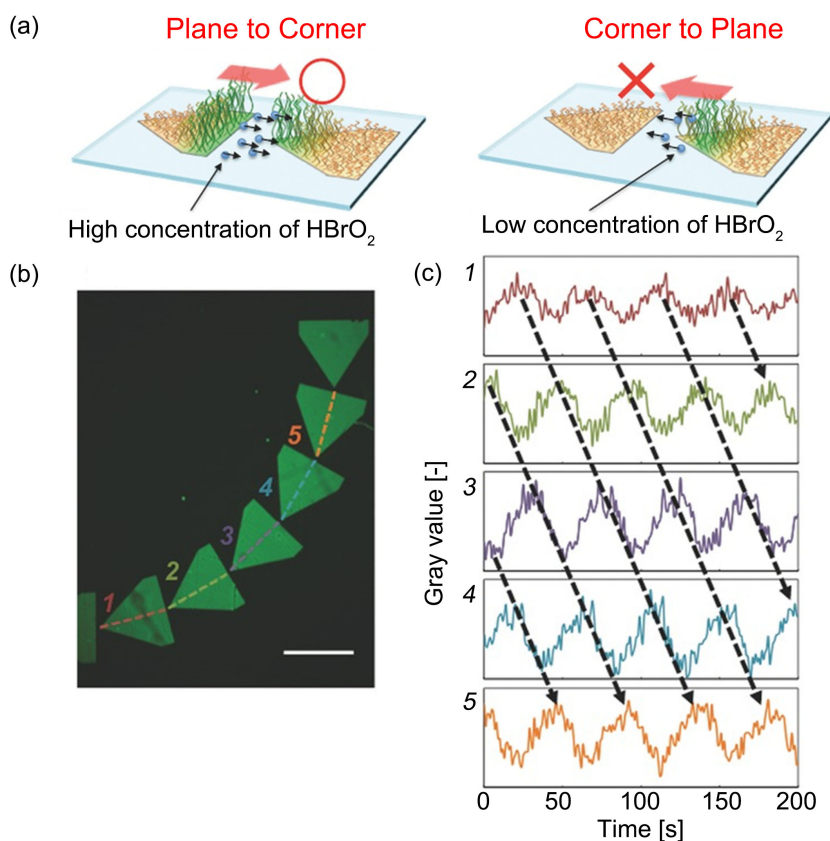 (a)
Plane to Corner
Corner to Plane
High concentration of HBrO₂
Low concentration of HBrO₂
(b)
1
2
3
4
5
(c)
1
2
3
4
5
Gray value [-]
0 50 100 150 200
Time [s]